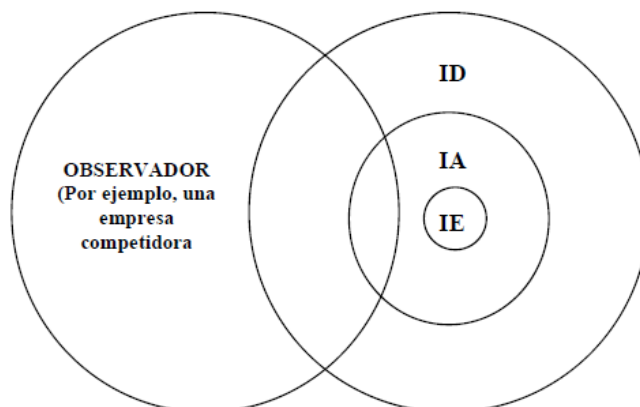 ID
IA
OBSERVADOR
(Por ejemplo, una
empresa
competidora
IE